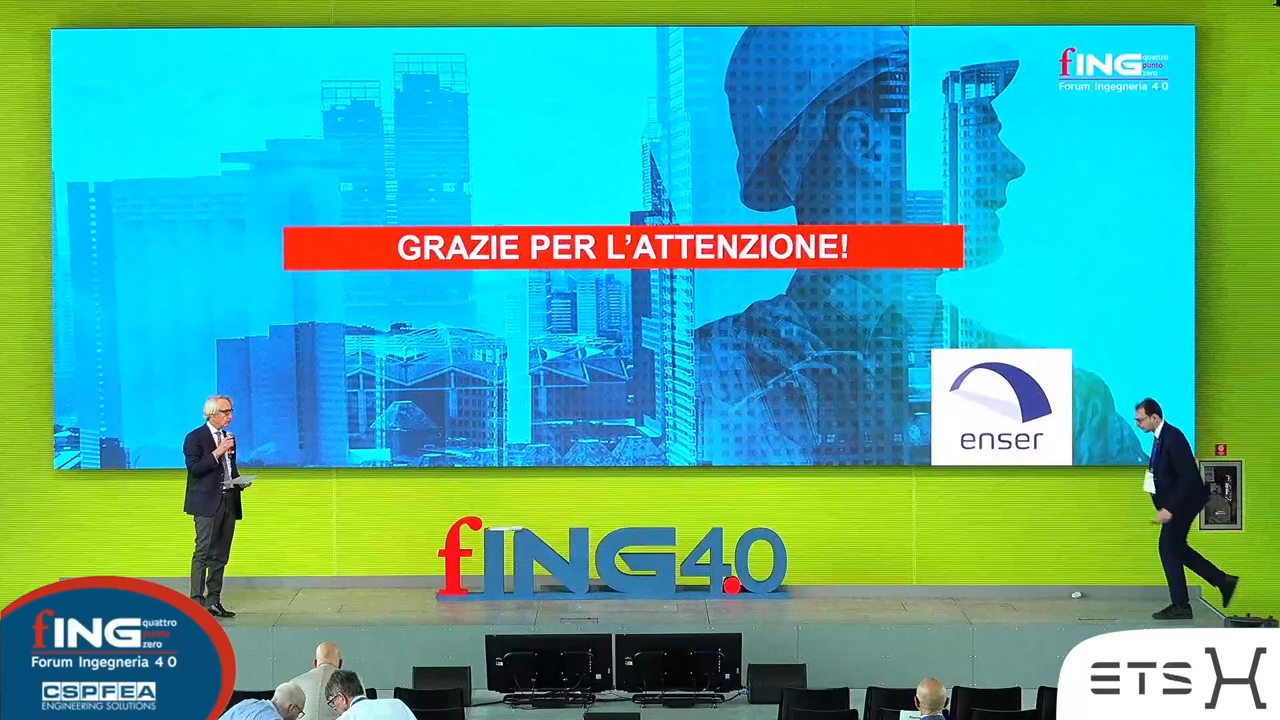 fING quattro
punto
zero
Forum Ingegneria 4 0
GRAZIE PER L'ATTENZIONE!
enser
fING4.0
fING quattro
punto
zero
Forum Ingegneria 4 0
CSPFEA
ENGINEERING SOLUTIONS
ETS